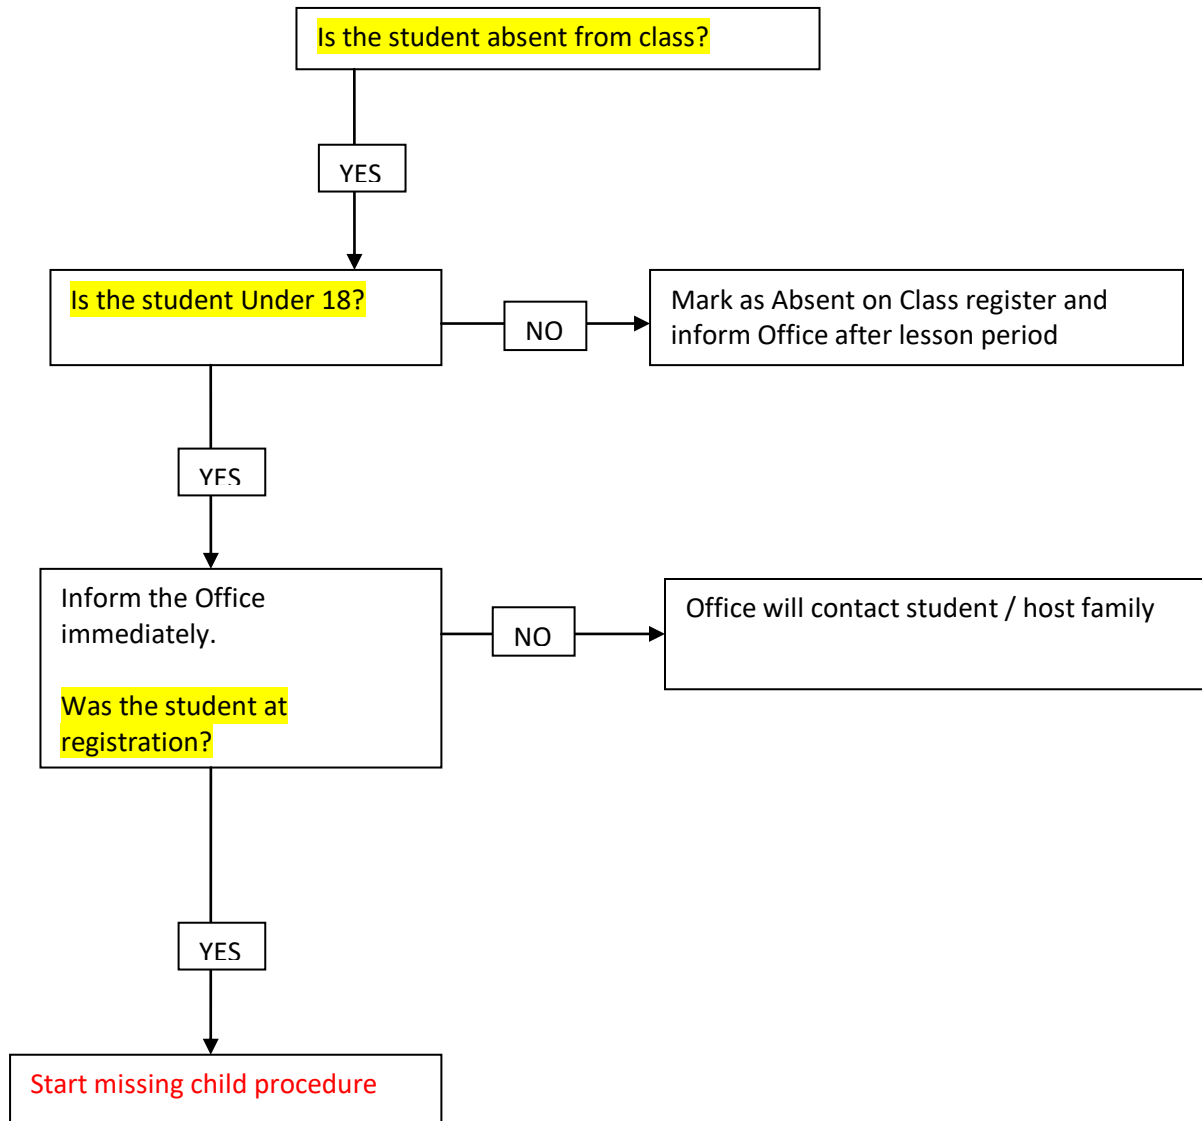 Is the student absent from class?
YES
Is the student Under 18?
NO
Mark as Absent on Class register and
inform Office after lesson period
YES
Inform the Office
immediately.
Was the student at
registration?
NO
Office will contact student / host family
YES
Start missing child procedure